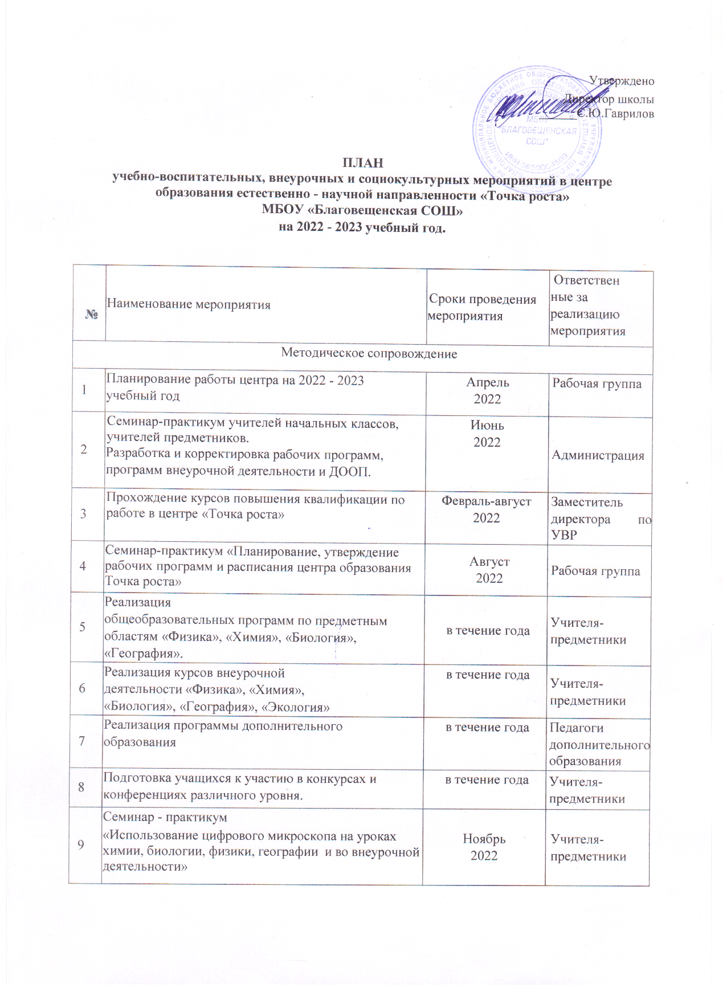 Утверждено
Директор школы
С.Ю.Гаврилов
МБОУ
"БЛАГОВЕЩЕНСКАЯ
СОШ"
ПЛАН
учебно-воспитательных, внеурочных и социокультурных мероприятий в центре
образования естественно - научной направленности «Точка роста»
МБОУ «Благовещенская СОШ»
на 2022 - 2023 учебный год.
№
Наименование мероприятия
Сроки проведения
мероприятия
Ответствен
ные за
реализацию
мероприятия
Методическое сопровождение
1
Планирование работы центра на 2022 - 2023
учебный год
Апрель
2022
Рабочая группа
2
Семинар-практикум учителей начальных классов,
учителей предметников.
Разработка и корректировка рабочих программ,
программ внеурочной деятельности и ДООП.
Июнь
2022
Администрация
3
Прохождение курсов повышения квалификации по
работе в центре «Точка роста»
Февраль-август
2022
Заместитель
директора по
УВР
4
Семинар-практикум «Планирование, утверждение
рабочих программ и расписания центра образования
Точка роста»
Август
2022
Рабочая группа
5
Реализация
общеобразовательных программ по предметным
областям «Физика», «Химия», «Биология»,
«География».
в течение года
Учителя-
предметники
6
Реализация курсов внеурочной
деятельности «Физика», «Химия»,
«Биология», «География», «Экология»
в течение года
Учителя-
предметники
7
Реализация программы дополнительного
образования
в течение года
Педагоги
дополнительного
образования
8
Подготовка учащихся к участию в конкурсах и
конференциях различного уровня.
в течение года
Учителя-
предметники
9
Семинар - практикум
«Использование цифрового микроскопа на уроках
химии, биологии, физики, географии и во внеурочной
деятельности»
Ноябрь
2022
Учителя-
предметники